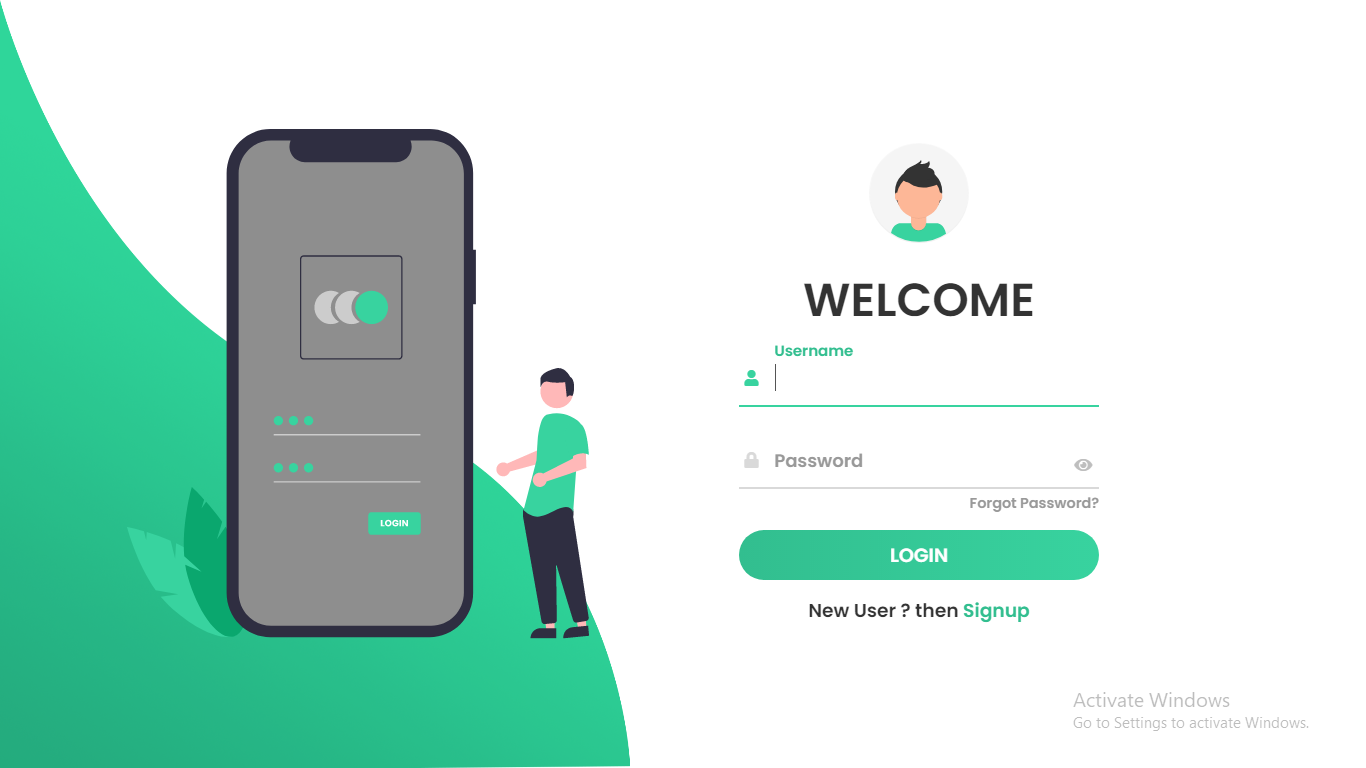 WELCOME
Username
Password
Forgot Password?
LOGIN
New User ? then Signup
LOGIN
Activate Windows
Go to Settings to activate Windows.